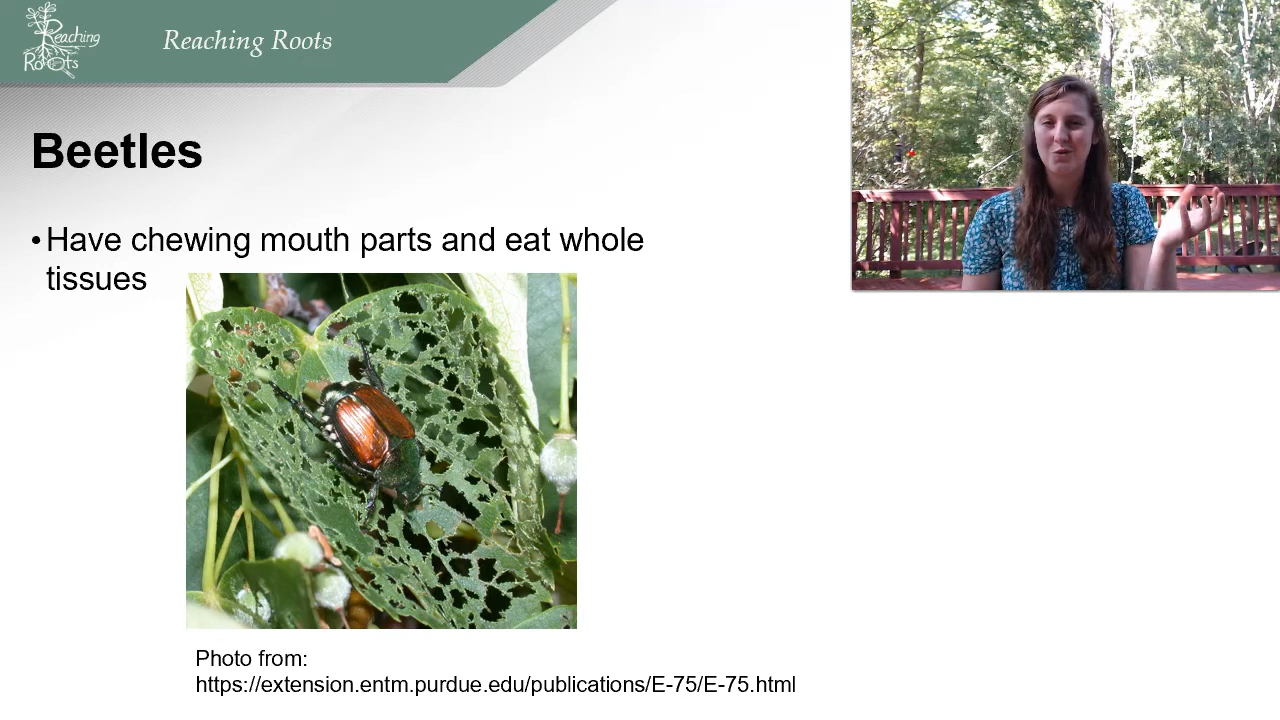 Reaching
Roots
Reaching Roots
Beetles
•Have chewing mouth parts and eat whole
tissues
Photo from:
https://extension.entm.purdue.edu/publications/E-75/E-75.html